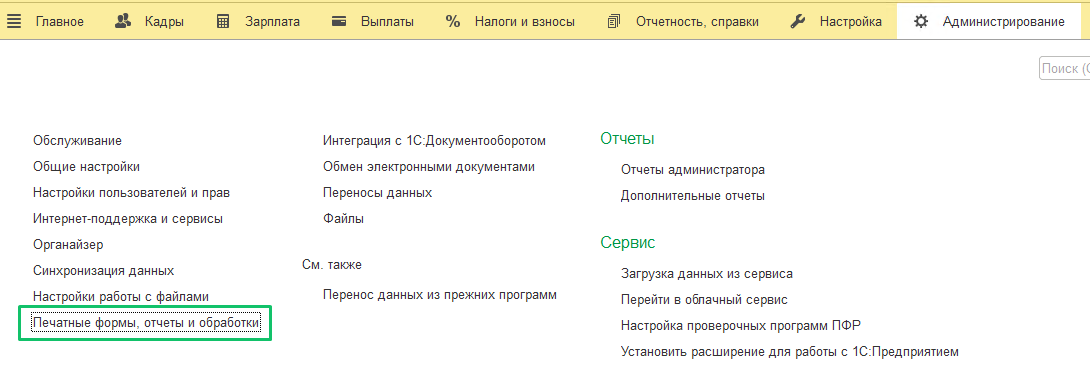 Главное Кадры Зарплата Выплаты Налоги и взносы Отчетность, справки Настройка Администрирование
Поиск (C
Обслуживание
Общие настройки
Настройки пользователей и прав
Интернет-поддержка и сервисы
Органайзер
Синхронизация данных
Настройки работы с файлами
Печатные формы, отчеты и обработки
Интеграция с 1С:Документооборотом
Обмен электронными документами
Переносы данных
Файлы
См. также
Перенос данных из прежних программ
Отчеты
Отчеты администратора
Дополнительные отчеты
Сервис
Загрузка данных из сервиса
Перейти в облачный сервис
Настройка проверочных программ ПФР
Установить расширение для работы с 1С:Предприятием